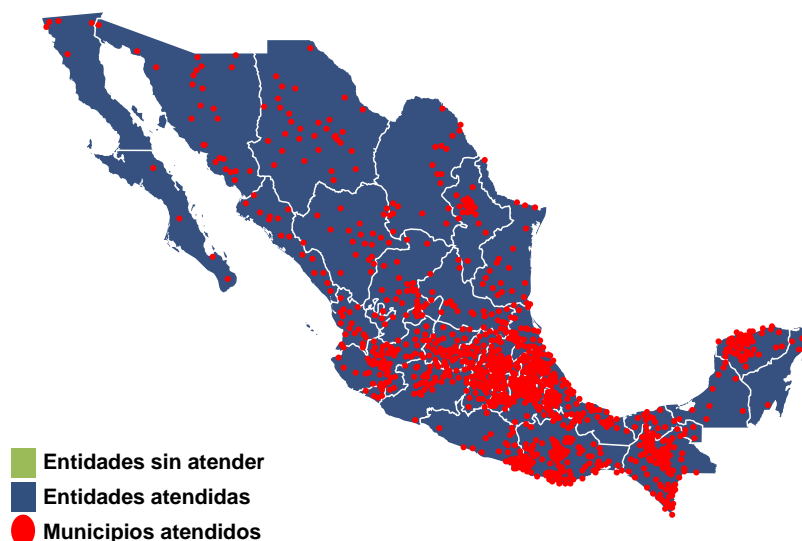 Entidades sin atender
Entidades atendidas
Municipios atendidos